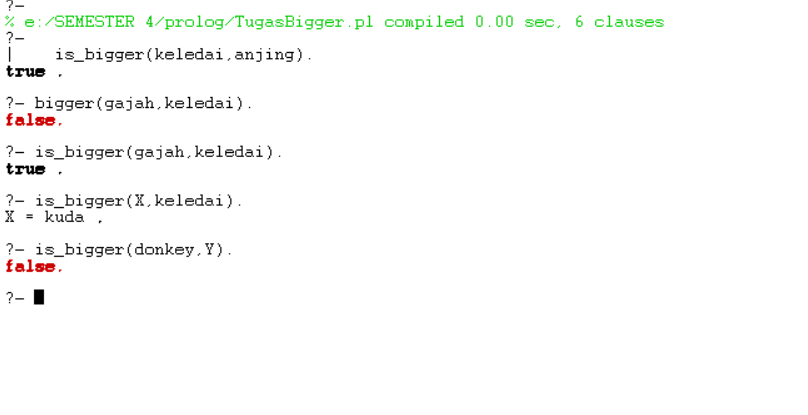 ?-
% e:/SEMESTER 4/prolog/TugasBigger.pl compiled 0.00 sec, 6 clauses
?-
|    is_bigger(keledai,anjing).
true .
?- bigger(gajah,keledai).
false.
?- is_bigger(gajah,keledai).
true .
?- is_bigger(X,keledai).
X = kuda .
?- is_bigger(donkey,Y).
false.
?-